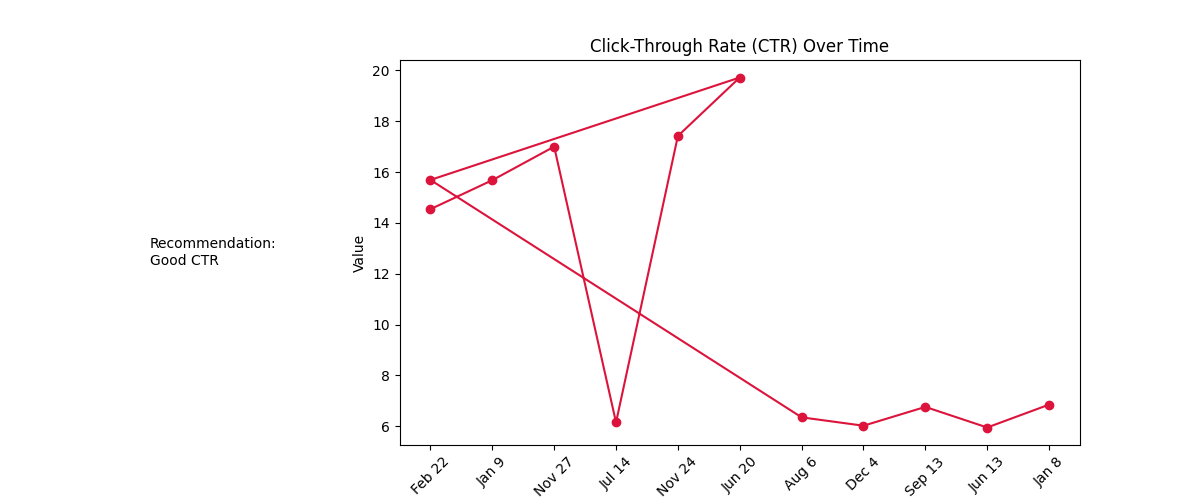 Click-Through Rate (CTR) Over Time
20
18
16
14
12
10
8
6
Value
Recommendation:
Good CTR
Feb 22
Jan 9
Nov 27
Jul 14
Nov 24
Jun 20
Aug 6
Dec 4
Sep 13
Jun 13
Jan 8